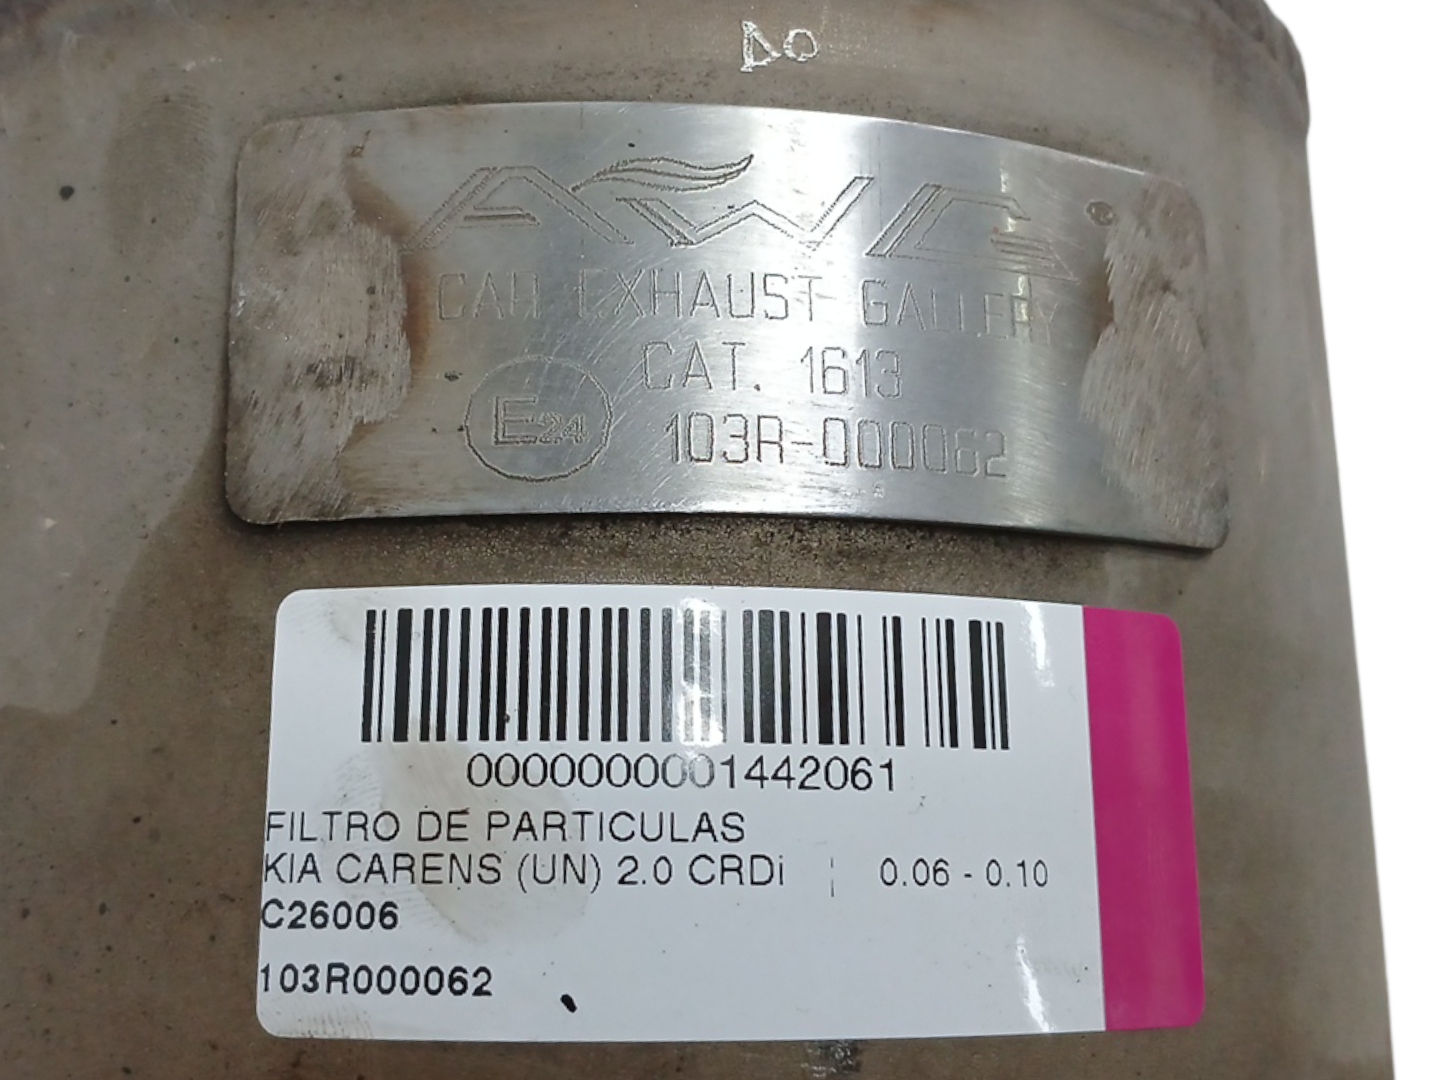 DO
AWG
CAR EXHAUST GALLERY
CAT. 1613
E24
103R-000062
0000000001442061
FILTRO DE PARTICULAS
KIA CARENS (UN) 2.0 CRDi ¦ 0.06 - 0.10
C26006
103R000062